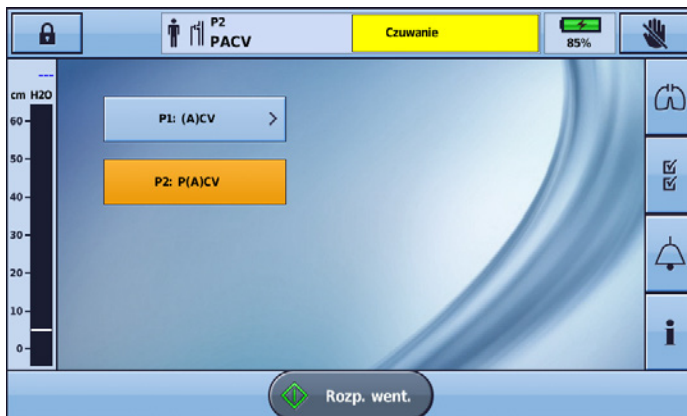 P2
PACV
Czuwanie
85%
---
cm H2O
60
50
40
30
20
10
0
P1: (A)CV
P2: P(A)CV
Rozp. went.